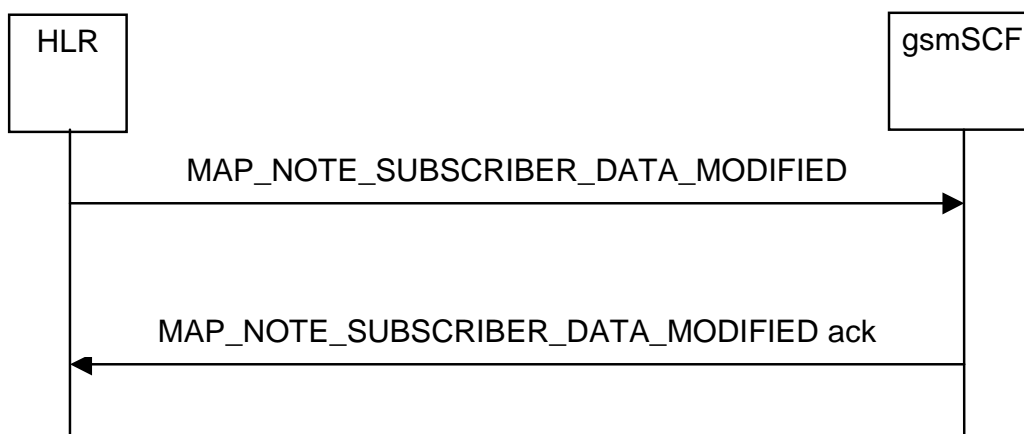 HLR
gsmSCF
MAP_NOTE_SUBSCRIBER_DATA_MODIFIED
MAP_NOTE_SUBSCRIBER_DATA_MODIFIED ack